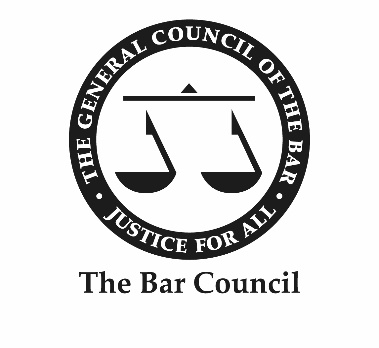 THE GENERAL COUNCIL OF THE BAR
• JUSTICE FOR ALL •
The Bar Council